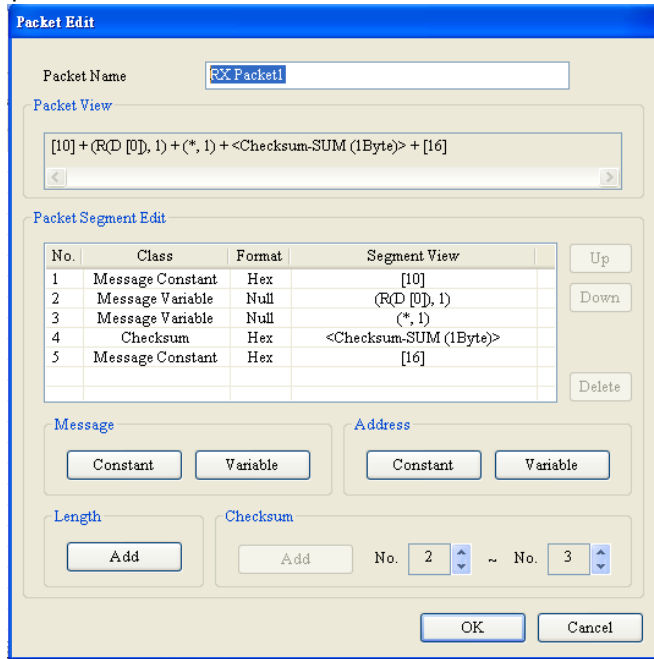 Packet Edit
Packet Name RX Packet1
Packet View
[10] + (R(D [0]), 1) + (*, 1) + <Checksum-SUM (1Byte)> + [16]
Packet Segment Edit
No. Class Format Segment View
1 Message Constant Hex [10]
2 Message Variable Null (R(D [0]), 1)
3 Message Variable Null (*, 1)
4 Checksum Hex <Checksum-SUM (1Byte)>
5 Message Constant Hex [16]
Up
Down
Delete
Message
Constant Variable
Address
Constant Variable
Length
Add
Checksum
Add No. 2 ~ No. 3
OK Cancel